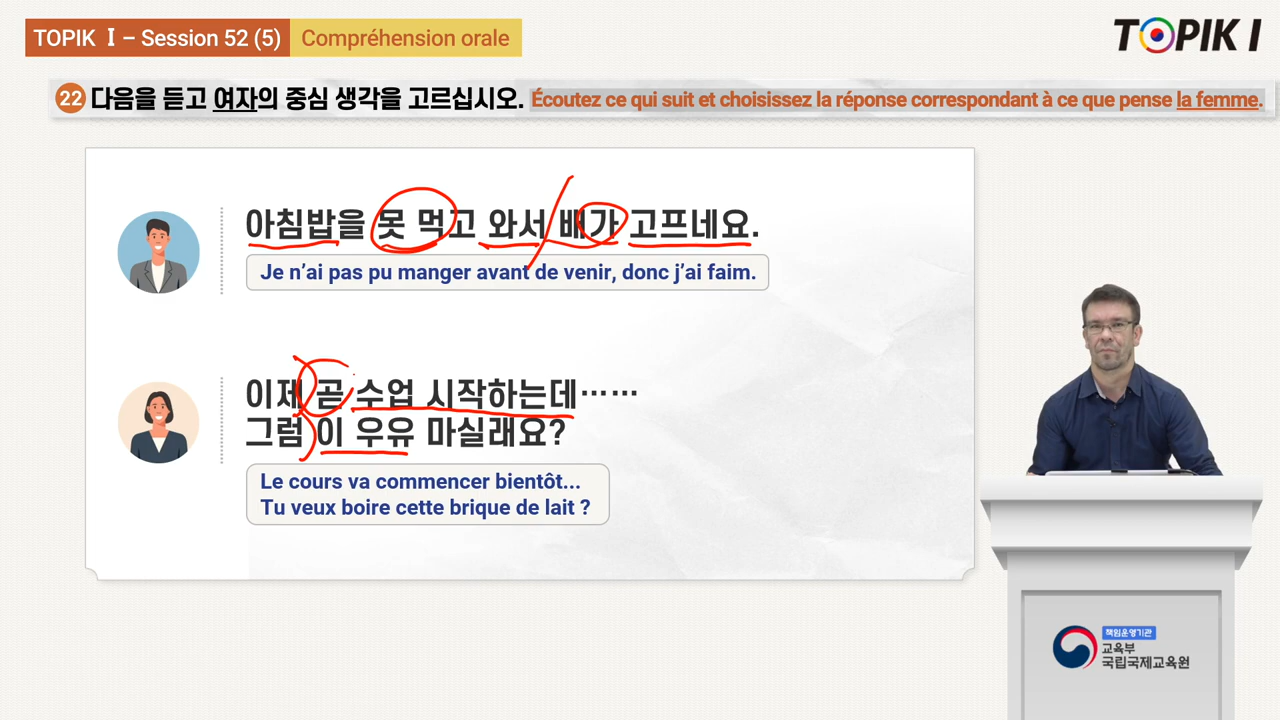 TOPIK Ⅰ – Session 52 (5) Compréhension orale
TOPIK I
22 다음을 듣고 여자의 중심 생각을 고르십시오. Écoutez ce qui suit et choisissez la réponse correspondant à ce que pense la femme.
아침밥을 못 먹고 와서 배가 고프네요.
Je n'ai pas pu manger avant de venir, donc j'ai faim.
이제 곧 수업 시작하는데……
그럼 이 우유 마실래요?
Le cours va commencer bientôt...
Tu veux boire cette brique de lait ?
책임운영기관
교육부
국립국제교육원